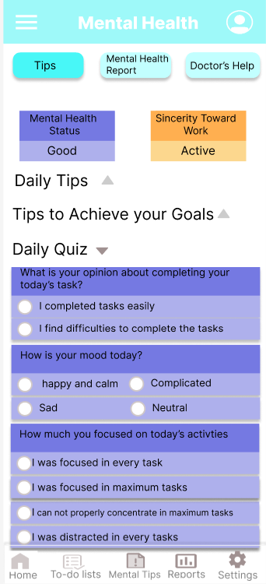 Mental Health
Tips
Mental Health
Report
Doctor's Help
Mental Health
Status
Good
Sincerity Toward
Work
Active
Daily Tips
Tips to Achieve your Goals
Daily Quiz
What is your opinion about completing your
today's task?
I completed tasks easily
I find difficulties to complete the tasks
How is your mood today?
happy and calm
Complicated
Sad
Neutral
How much you focused on today's activties
I was focused in every task
I was focused in maximum tasks
I can not properly concentrate in maximum tasks
I was distracted in every tasks
Home
To-do lists
Mental Tips
Reports
Settings